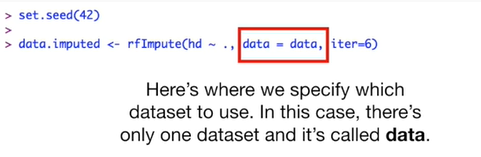 > set.seed(42)
>
> data.imputed <- rfImpute(hd ~ ., data = data, iter=6)
Here's where we specify which
dataset to use. In this case, there's
only one dataset and it's called data.